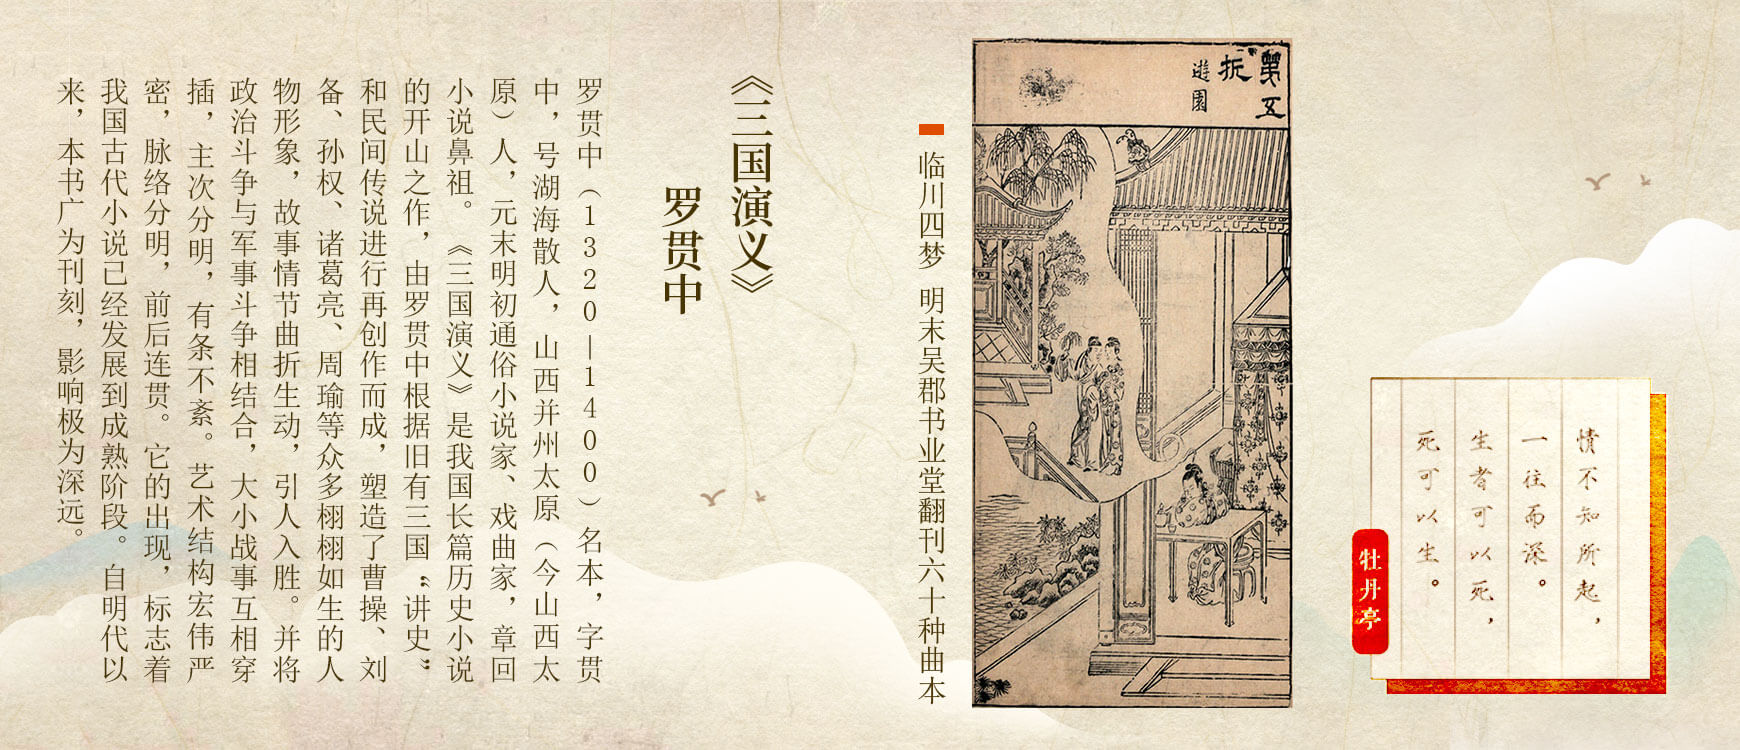 情不知所起，
一往而深。
生者可以死，
死可以生。
牡丹亭
第五
折
遊園
临川四梦 明末吴郡书业堂翻刊六十种曲本
《三国演义》
罗贯中
罗贯中（1320—1400）名本，字贯
中，号湖海散人，山西并州太原（今山西太
原）人，元末明初通俗小说家、戏曲家，章回
小说鼻祖。《三国演义》是我国长篇历史小说
的开山之作，由罗贯中根据旧有三国“讲史”
和民间传说进行再创作而成，塑造了曹操、刘
备、孙权、诸葛亮、周瑜等众多栩栩如生的人
物形象，故事情节曲折生动，引人入胜。并将
政治斗争与军事斗争相结合，大小战事互相穿
插，主次分明，有条不紊。艺术结构宏伟严
密，脉络分明，前后连贯。它的出现，标志着
我国古代小说已经发展到成熟阶段。自明代以
来，本书广为刊刻，影响极为深远。